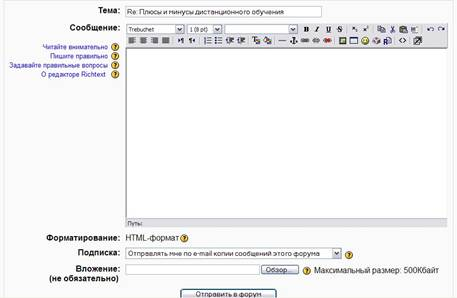 Тема: Re: Плюсы и минусы дистанционного обучения
Сообщение: Trebuchet 1 (8 pt) B I U S
Читайте внимательно
Пишите правильно
Задавайте правильные вопросы
О редакторе Richtext
Путь:
Форматирование: HTML-формат
Подписка: Отправлять мне по e-mail копии сообщений этого форума
Вложение: Обзор... Максимальный размер: 500Кбайт
(не обязательно)
Отправить в форум